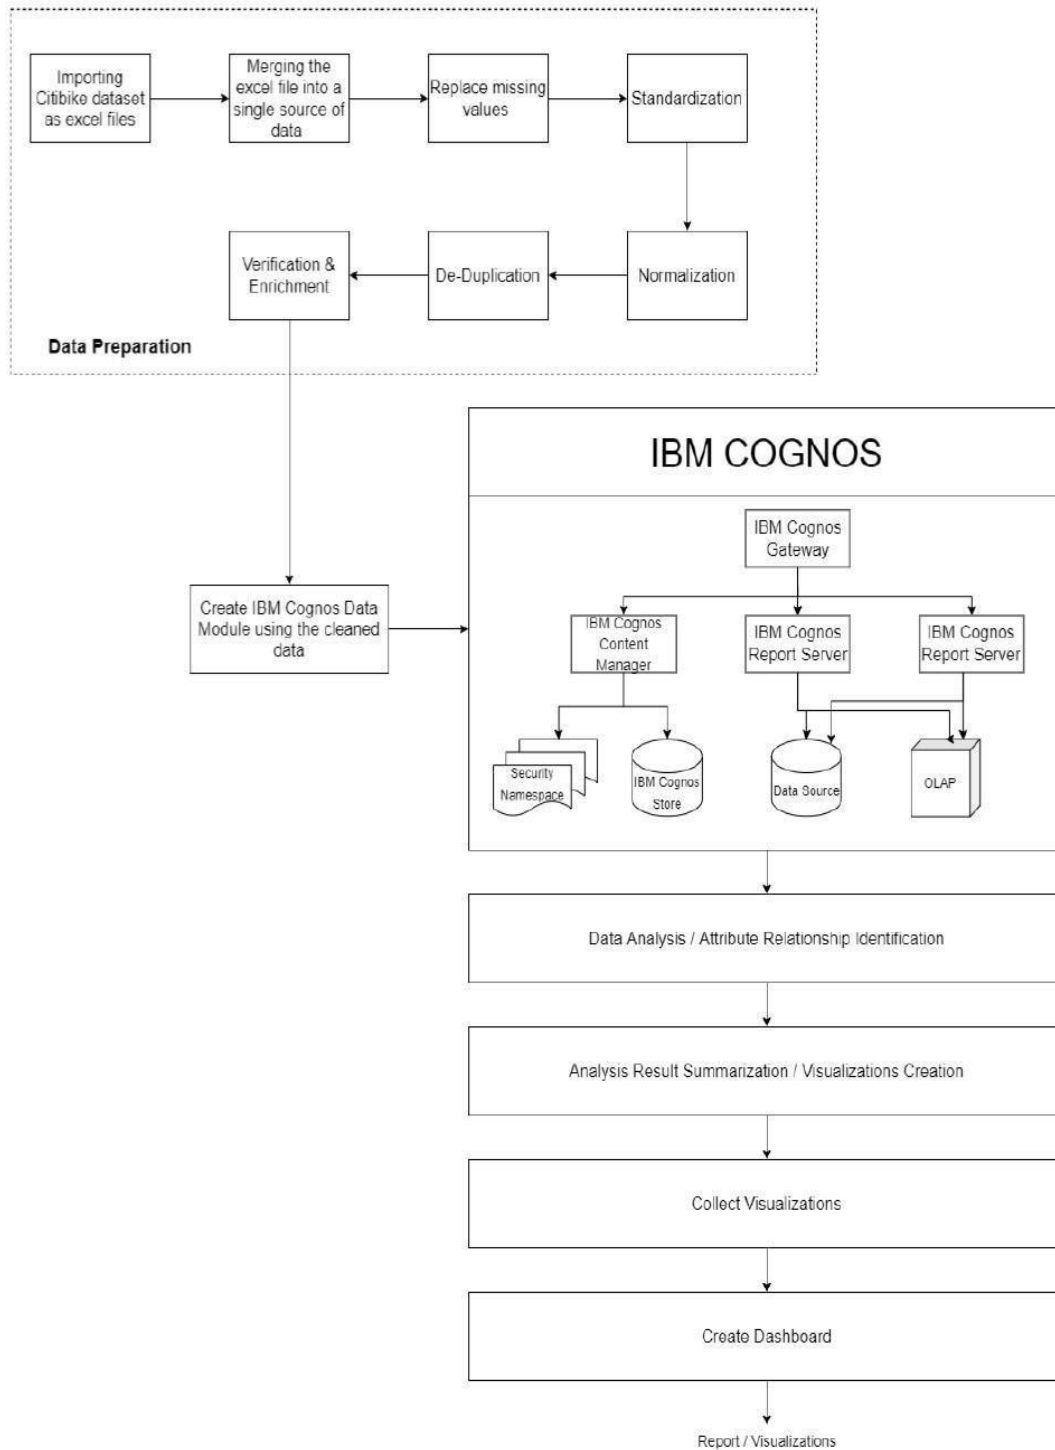 Importing
Citibike dataset
as excel files
Merging the
excel file into a
single source of
data
Replace missing
values
Standardization
Verification &
Enrichment
De-Duplication
Normalization
Data Preparation
IBM COGNOS
IBM Cognos
Gateway
Create IBM Cognos Data
Module using the cleaned
data
IBM Cognos
Content
Manager
IBM Cognos
Report Server
IBM Cognos
Report Server
Security
Namespace
IBM Cognos
Store
Data Source
OLAP
Data Analysis / Attribute Relationship Identification
Analysis Result Summarization / Visualizations Creation
Collect Visualizations
Create Dashboard
Report / Visualizations